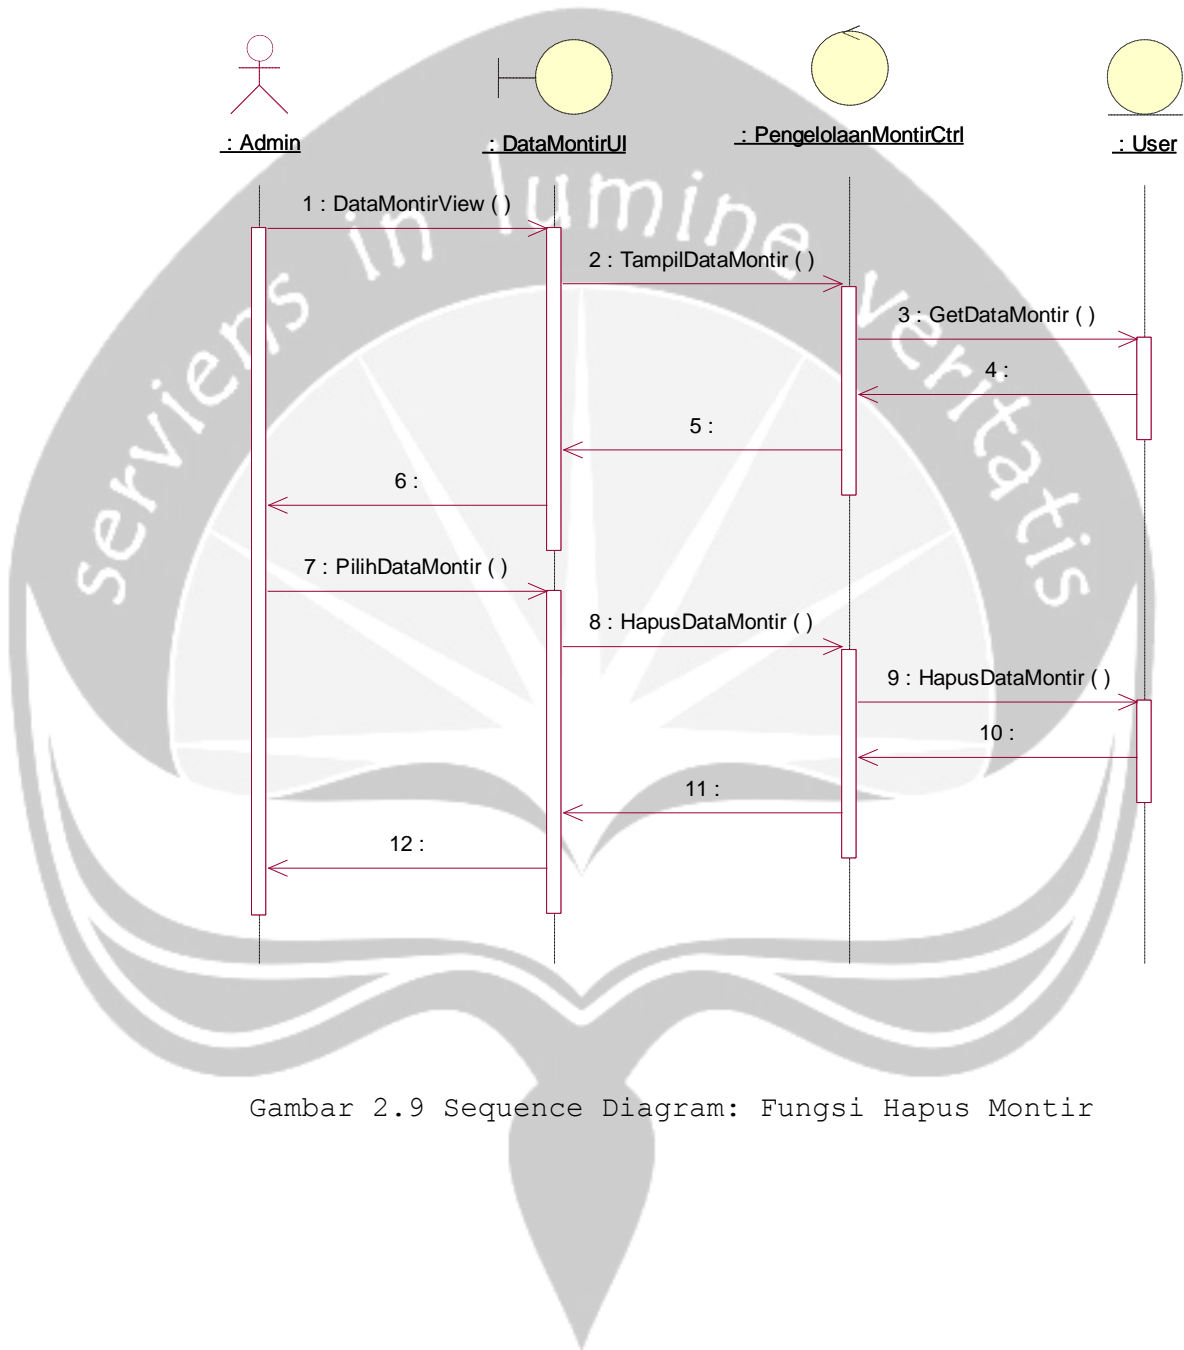 : Admin
: DataMontirUI
: PengelolaanMontirCtrl
: User
1 : DataMontirView ( )
2 : TampilDataMontir ( )
3 : GetDataMontir ( )
4 :
5 :
6 :
7 : PilihDataMontir ( )
8 : HapusDataMontir ( )
9 : HapusDataMontir ( )
10 :
11 :
12 :
serviens in lumine veritatis
Gambar 2.9 Sequence Diagram: Fungsi Hapus Montir